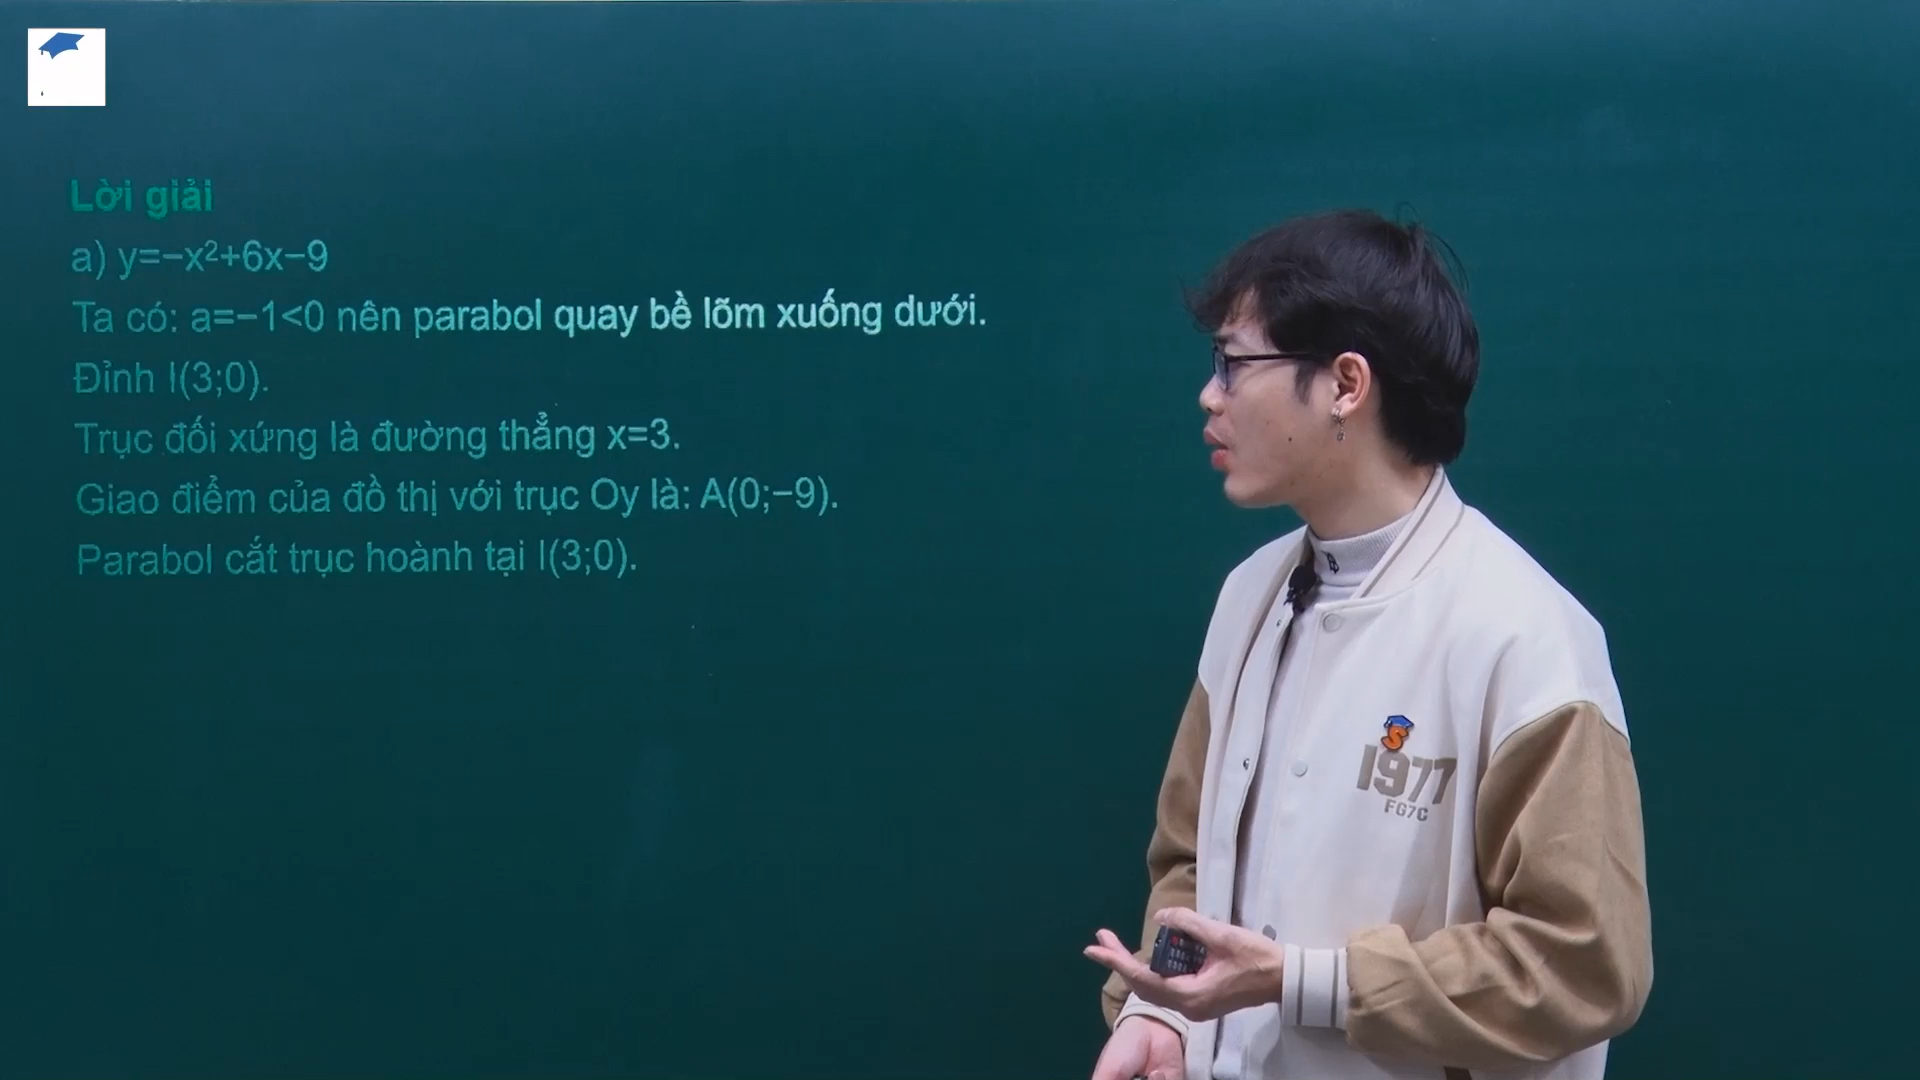 Lời giải
a) y=−x²+6x−9
Ta có: a=−1<0 nên parabol quay bề lõm xuống dưới.
Đỉnh I(3;0).
Trục đối xứng là đường thẳng x=3.
Giao điểm của đồ thị với trục Oy là: A(0;−9).
Parabol cắt trục hoành tại I(3;0).
S
1977
FG7C